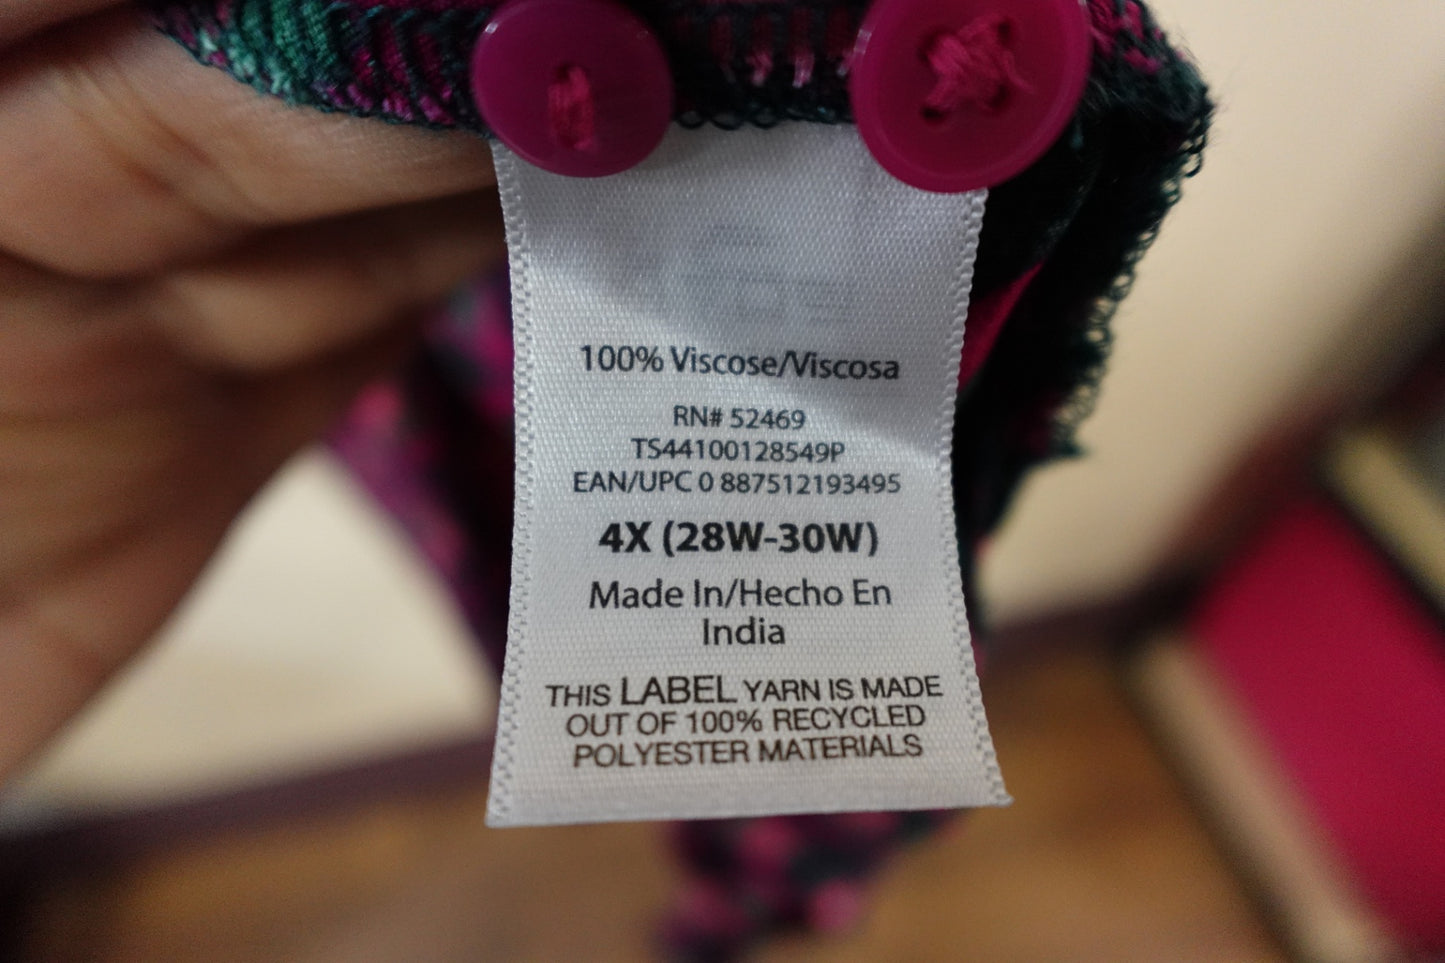 100% Viscose/Viscosa
RN# 52469
TS44100128549P
EAN/UPC 0 887512193495
4X (28W-30W)
Made In/Hecho En
India
THIS LABEL YARN IS MADE
OUT OF 100% RECYCLED
POLYESTER MATERIALS